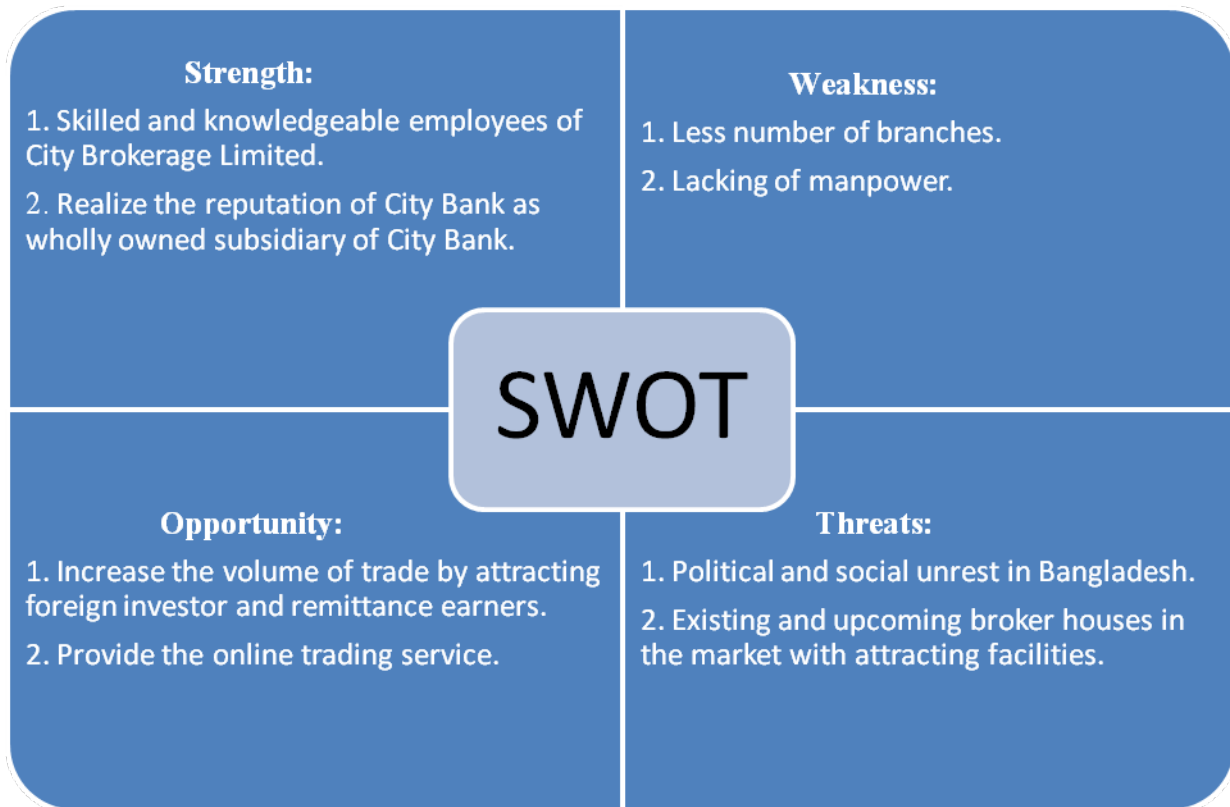 Strength:
1. Skilled and knowledgeable employees of
City Brokerage Limited.
2. Realize the reputation of City Bank as
wholly owned subsidiary of City Bank.
Weakness:
1. Less number of branches.
2. Lacking of manpower.
SWOT
Opportunity:
1. Increase the volume of trade by attracting
foreign investor and remittance earners.
2. Provide the online trading service.
Threats:
1. Political and social unrest in Bangladesh.
2. Existing and upcoming broker houses in
the market with attracting facilities.